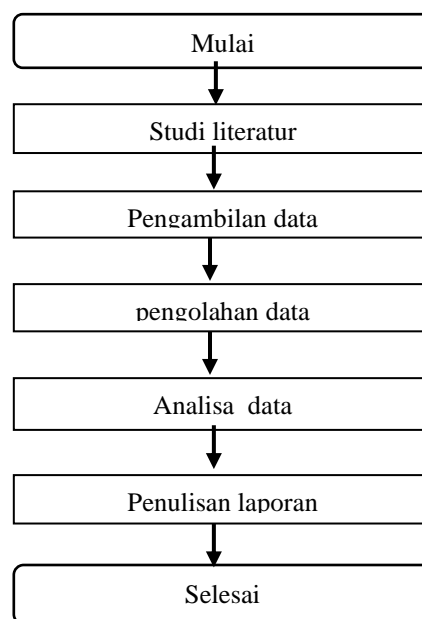 Mulai
Studi literatur
Pengambilan data
pengolahan data
Analisa data
Penulisan laporan
Selesai